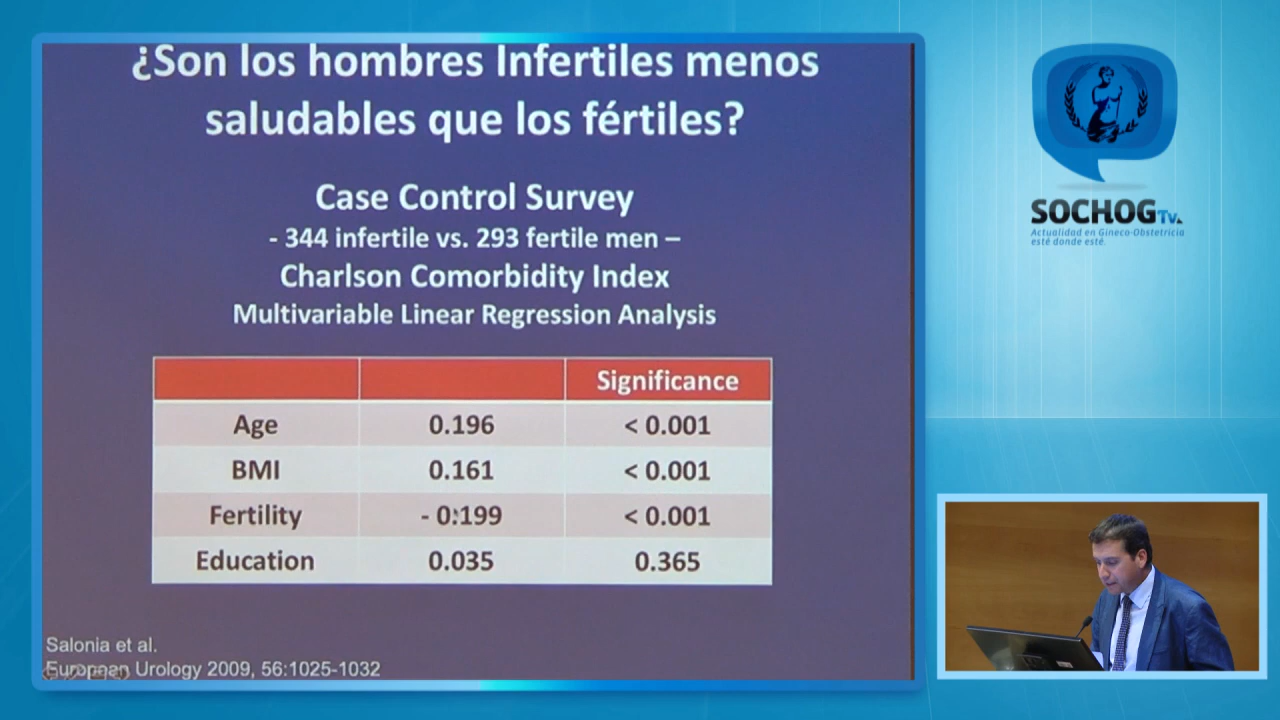 ¿Son los hombres Infertiles menos
saludables que los fértiles?
Case Control Survey
- 344 infertile vs. 293 fertile men –
Charlson Comorbidity Index
Multivariable Linear Regression Analysis
Significance
Age 0.196 < 0.001
BMI 0.161 < 0.001
Fertility - 0.199 < 0.001
Education 0.035 0.365
Salonia et al.
European Urology 2009, 56:1025-1032
SOCHOG Tv.
Actualidad en Gineco-Obstetricia
esté donde esté.